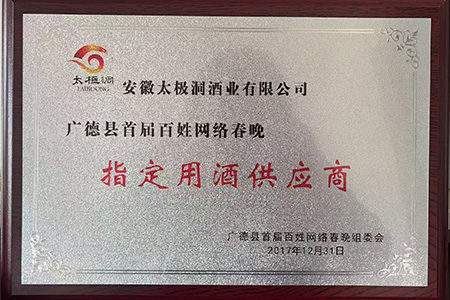 太极洞
TAIJIDONG
安徽太极洞酒业有限公司
广德县首届百姓网络春晚
指定用酒供应商
广德县首届百姓网络春晚组委会
2017年12月31日